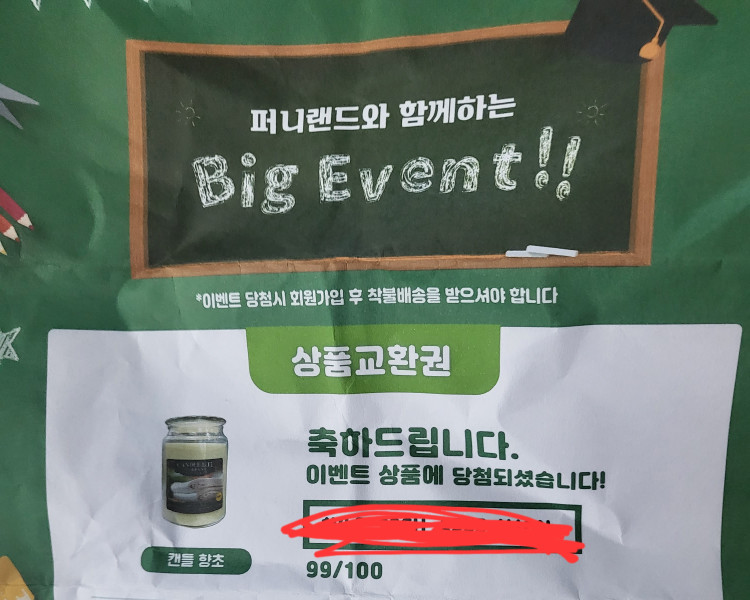 퍼니랜드와 함께하는
Big Event!!
*이벤트 당첨시 회원가입 후 착불배송을 받으셔야 합니다
상품교환권
축하드립니다.
이벤트 상품에 당첨되셨습니다!
캔들 향초
99/100